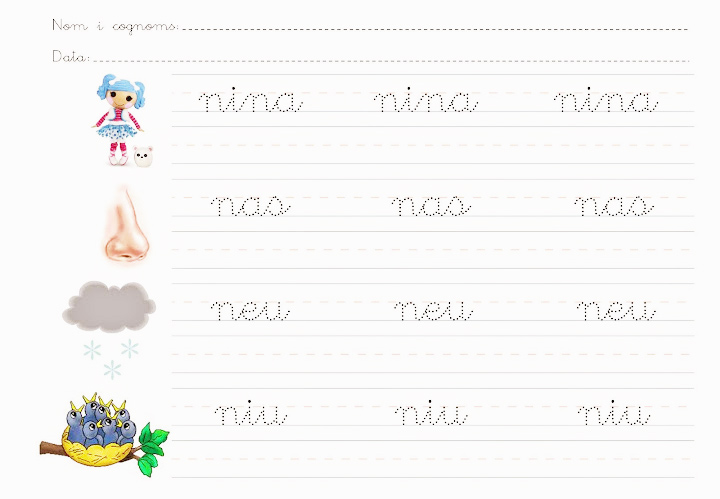 Nom i cognoms:
Data:
nina nina nina
nas nas nas
neu neu neu
niu niu niu